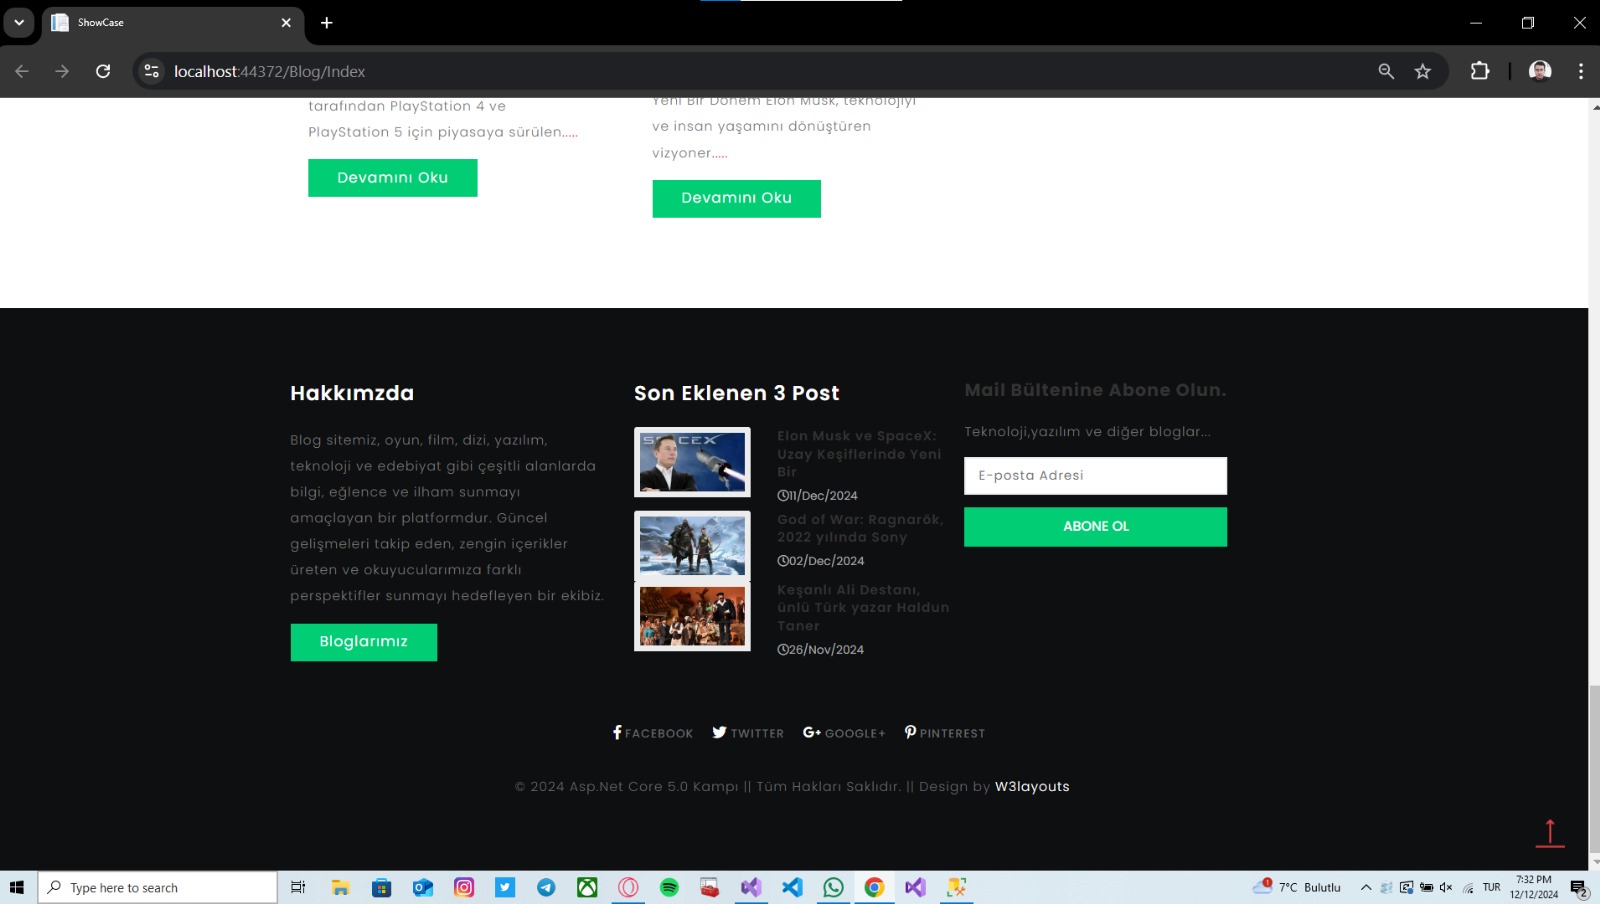 ShowCase
localhost:44372/Blog/Index
tarafından PlayStation 4 ve
PlayStation 5 için piyasaya sürülen.....
Devamını Oku
Yeni Bir Dönem Elon Musk, teknolojiyi
ve insan yaşamını dönüştüren
vizyoner.....
Devamını Oku
Hakkımzda
Blog sitemiz, oyun, film, dizi, yazılım,
teknoloji ve edebiyat gibi çeşitli alanlarda
bilgi, eğlence ve ilham sunmayı
amaçlayan bir platformdur. Güncel
gelişmeleri takip eden, zengin içerikler
üreten ve okuyucularımıza farklı
perspektifler sunmayı hedefleyen bir ekibiz.
Bloglarımız
Son Eklenen 3 Post
SPACEX
Elon Musk ve SpaceX:
Uzay Keşiflerinde Yeni
Bir
11/Dec/2024
God of War: Ragnarök,
2022 yılında Sony
02/Dec/2024
Keşanlı Ali Destanı,
ünlü Türk yazar Haldun
Taner
26/Nov/2024
Mail Bültenine Abone Olun.
Teknoloji,yazılım ve diğer bloglar...
E-posta Adresi
ABONE OL
FACEBOOK TWITTER GOOGLE+ PINTEREST
© 2024 Asp.Net Core 5.0 Kampı || Tüm Hakları Saklıdır. || Design by W3layouts
Type here to search
1
7°C Bulutlu
TUR
7:32 PM
12/12/2024
2